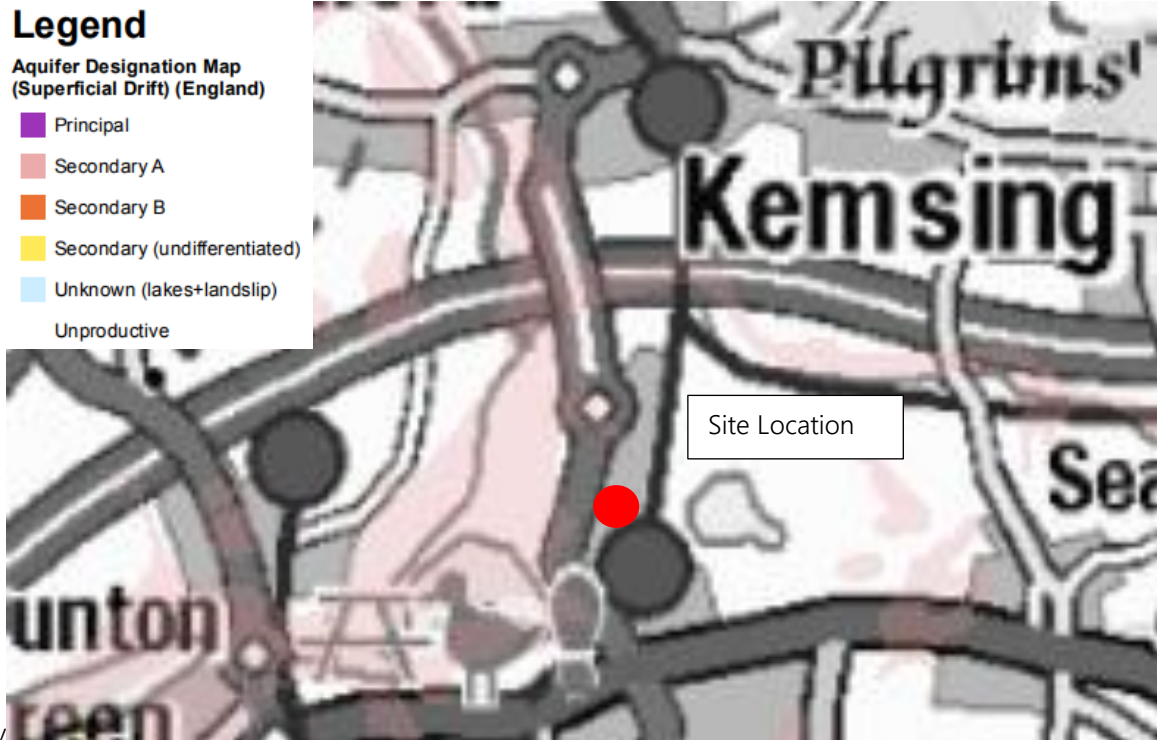 Legend
Aquifer Designation Map
(Superficial Drift) (England)
Principal
Secondary A
Secondary B
Secondary (undifferentiated)
Unknown (lakes+landslip)
Unproductive
Pilgrims'
Kemsing
Site Location
Sea
unton
reen
/